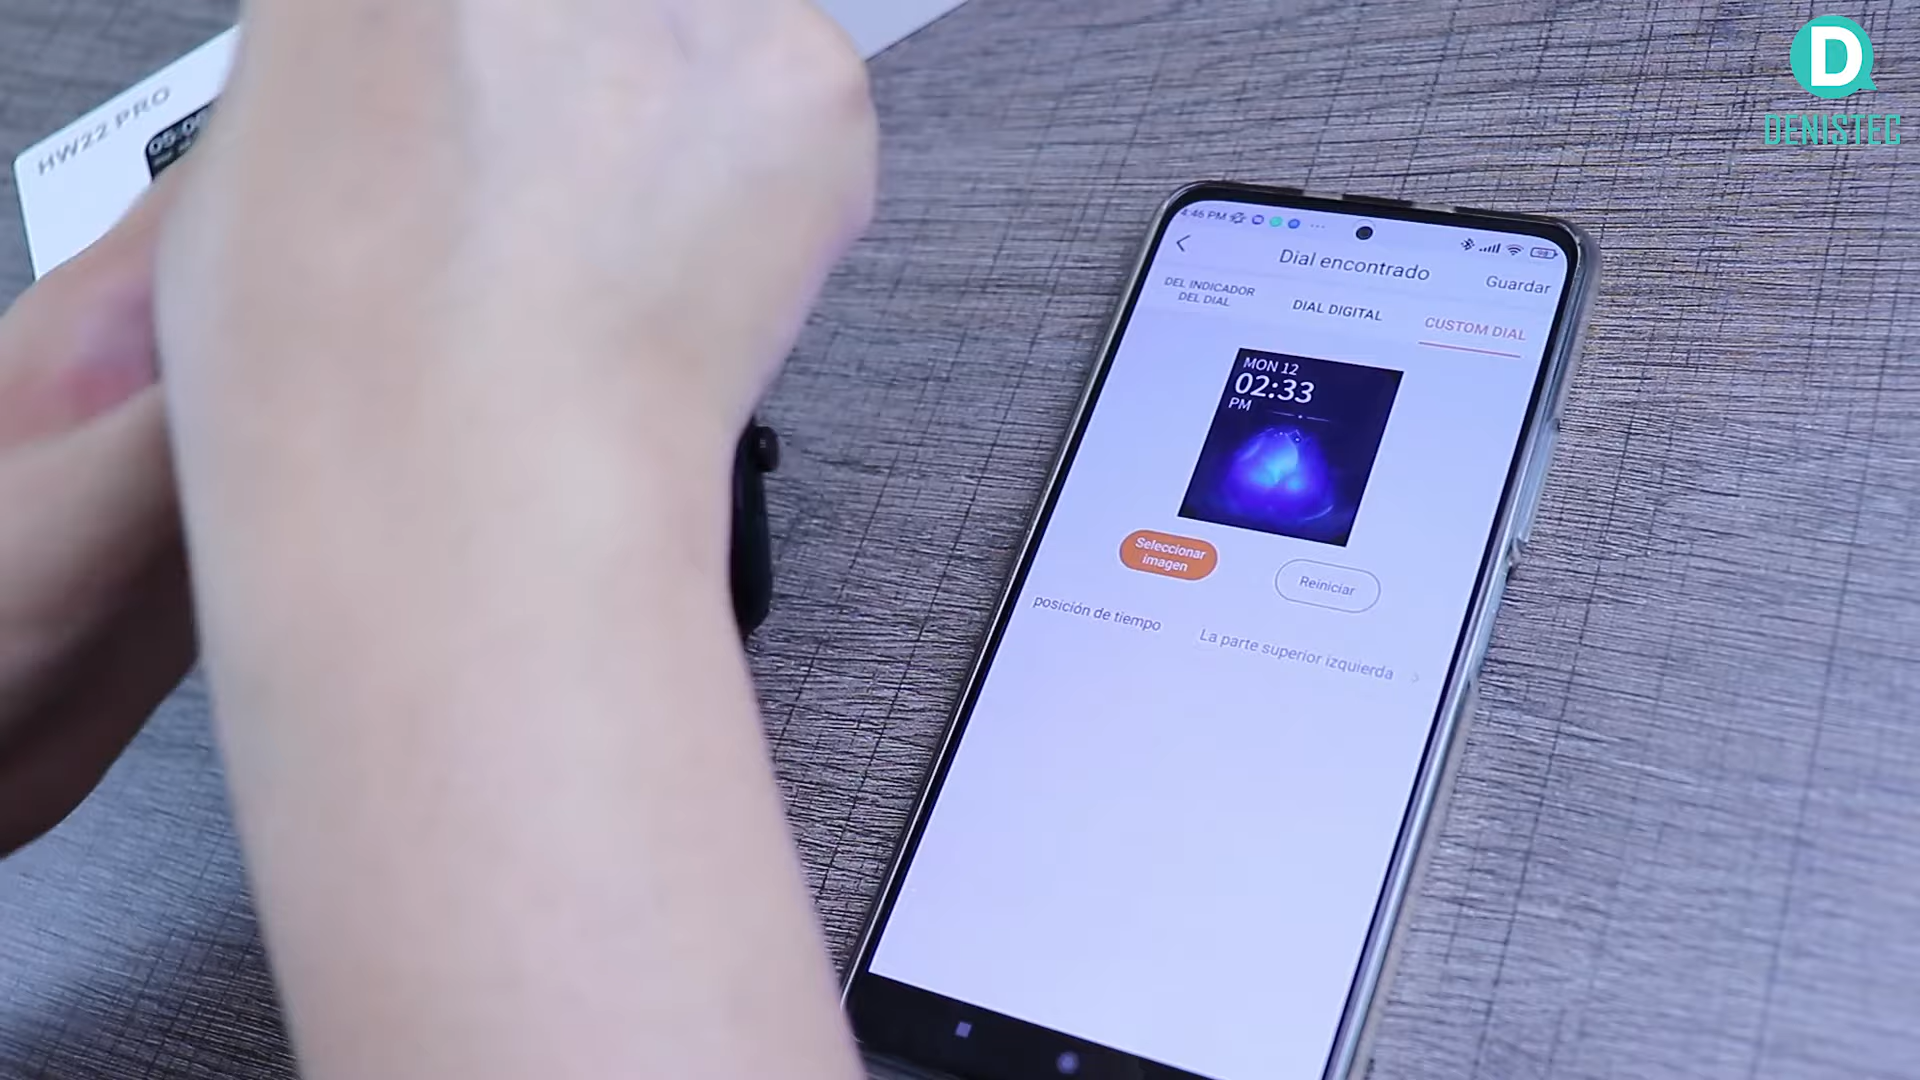 D
DENISTEC
HW22 PRO
4:46 PM
Dial encontrado
Guardar
DEL INDICADOR
DEL DIAL
DIAL DIGITAL
CUSTOM DIAL
MON 12
02:33
PM
Seleccionar
imagen
Reiniciar
posición de tiempo
La parte superior izquierda